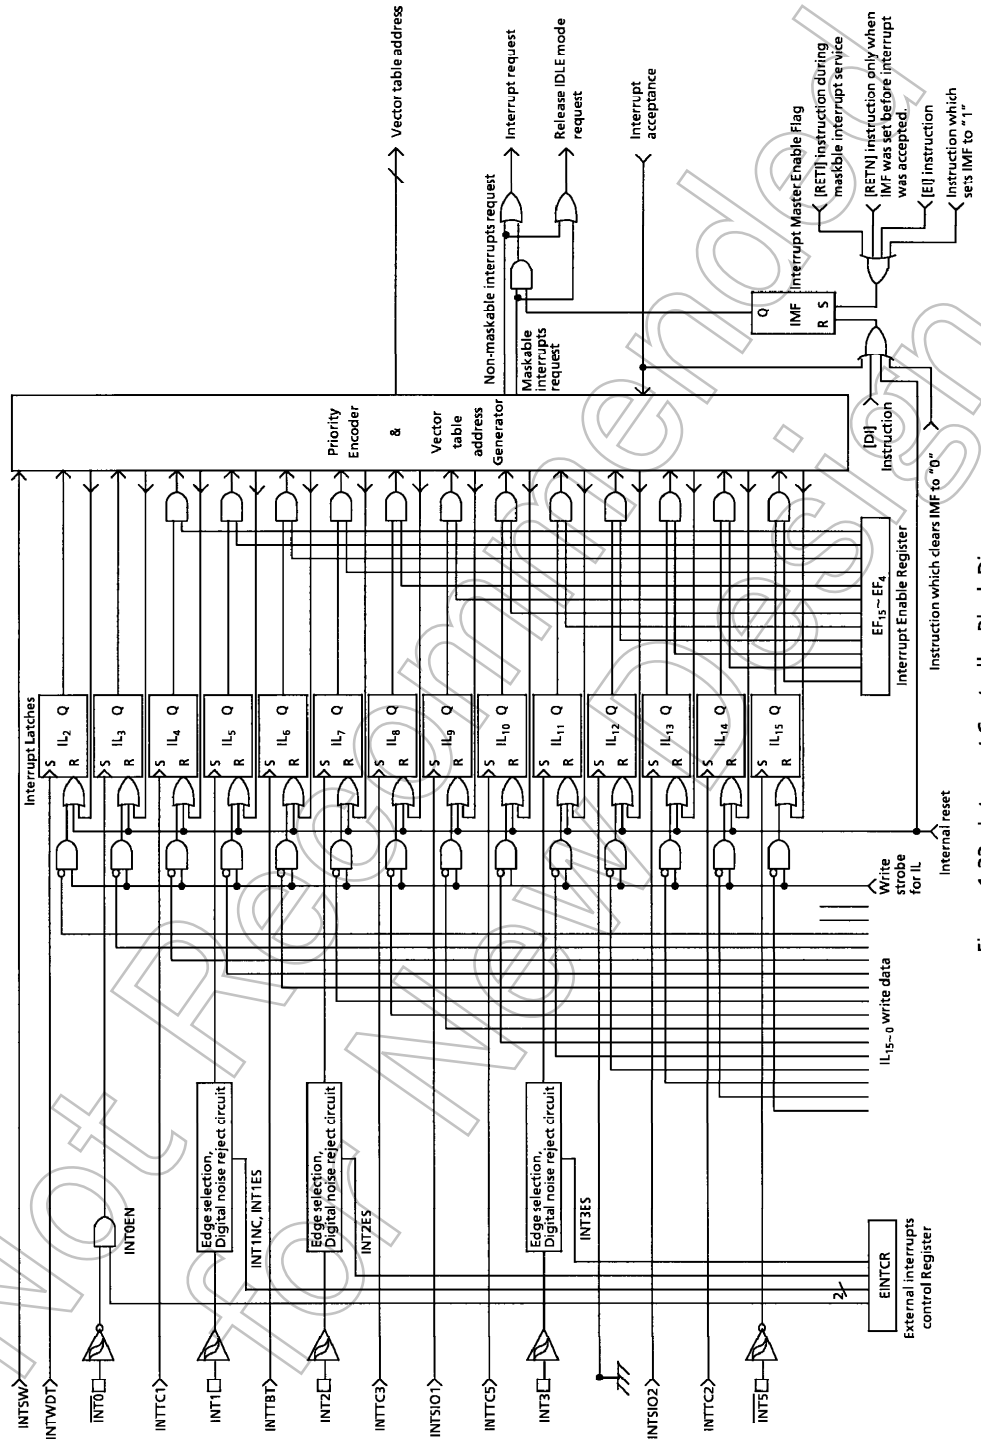 Not Recommended
for New Design
INTSW
INTWDT
INT0
INTTC1
INT1
INTTBT
INT2
INTTC3
INTSIO1
INTTC5
INT3
INTSIO2
INTTC2
INT5
INT0EN
Edge selection,
Digital noise reject circuit
INT1NC, INT1ES
Edge selection,
Digital noise reject circuit
INT2ES
Edge selection,
Digital noise reject circuit
INT3ES
2
EINTCR
External interrupts
control Register
IL15~0 write data
Write
strobe
for IL
Internal reset
Interrupt Latches
S IL2 Q R
S IL3 Q R
S IL4 Q R
S IL5 Q R
S IL6 Q R
S IL7 Q R
S IL8 Q R
S IL9 Q R
S IL10 Q R
S IL11 Q R
S IL12 Q R
S IL13 Q R
S IL14 Q R
S IL15 Q R
EF15 ~ EF4
Interrupt Enable Register
Instruction which clears IMF to "0"
Priority
Encoder
&
Vector
table
address
Generator
[DI]
Instruction
Non-maskable interrupts request
Maskable
interrupts
request
Q
IMF
R S
Interrupt Master Enable Flag
Vector table address
Interrupt request
Release IDLE mode
request
Interrupt
acceptance
[RETI] instruction during
maskble interrupt service
[RETN] instruction only when
IMF was set before interrupt
was accepted.
[EI] instruction
Instruction which
sets IMF to "1"